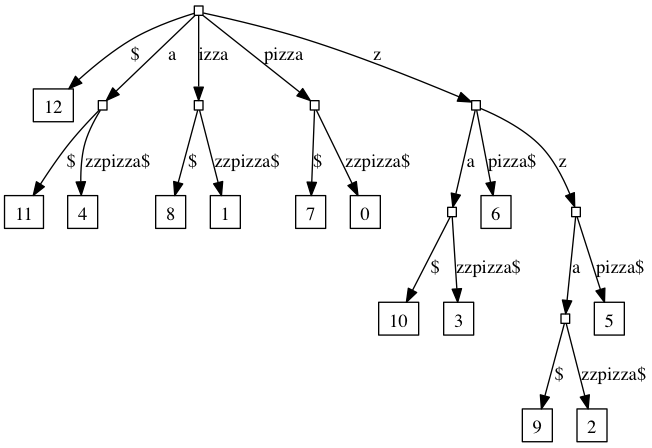 $ a izza pizza z
12
$ zzpizza$ $ zzpizza$ $ zzpizza$ a pizza$ z
11 4 8 1 7 0 6
$ zzpizza$ a pizza$
10 3 5
$ zzpizza$
9 2